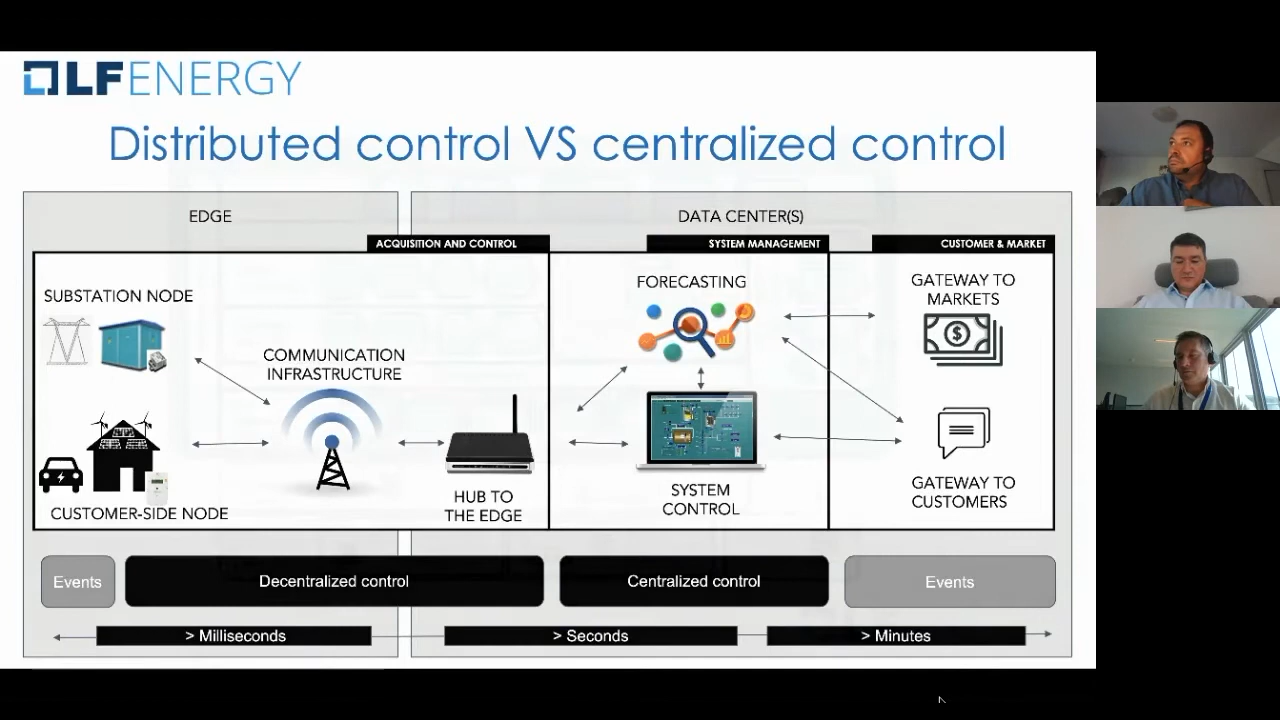 LFENERGY
Distributed control VS centralized control
EDGE
DATA CENTER(S)
ACQUISITION AND CONTROL
SYSTEM MANAGEMENT
CUSTOMER & MARKET
SUBSTATION NODE
COMMUNICATION
INFRASTRUCTURE
CUSTOMER-SIDE NODE
HUB TO
THE EDGE
FORECASTING
SYSTEM
CONTROL
GATEWAY TO
MARKETS
$
GATEWAY TO
CUSTOMERS
Events
Decentralized control
Centralized control
Events
> Milliseconds
> Seconds
> Minutes